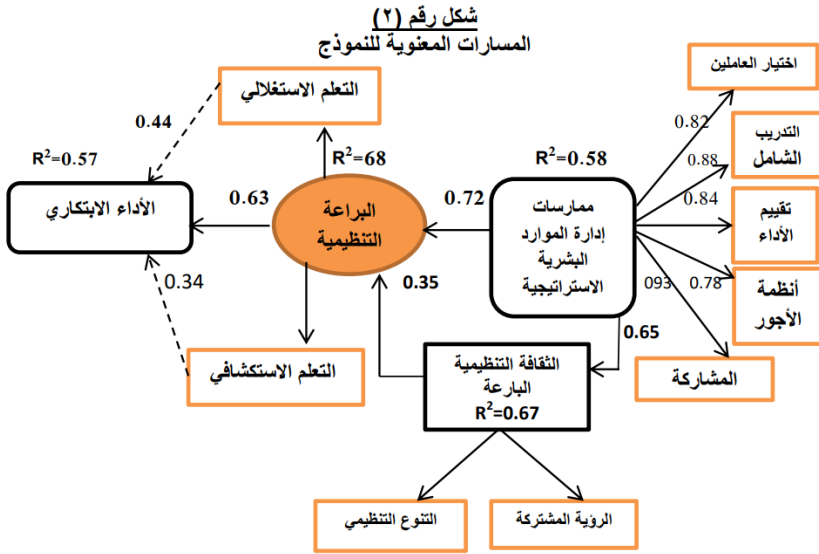 شكل رقم (٢)
المسارات المعنوية للنموذج
اختيار العاملين
التعلم الاستغلالي
0.82
0.44
التدريب
الشامل
R²=0.57
R²=68
R²=0.58
0.88
0.63
0.72
0.84
الأداء الابتكاري
البراعة
التنظيمية
ممارسات
إدارة الموارد
البشرية
الاستراتيجية
تقييم
الأداء
0.34
0.35
093
0.78
أنظمة
الأجور
0.65
التعلم الاستكشافي
الثقافة التنظيمية
البارعة
R²=0.67
المشاركة
التنوع التنظيمي
الرؤية المشتركة